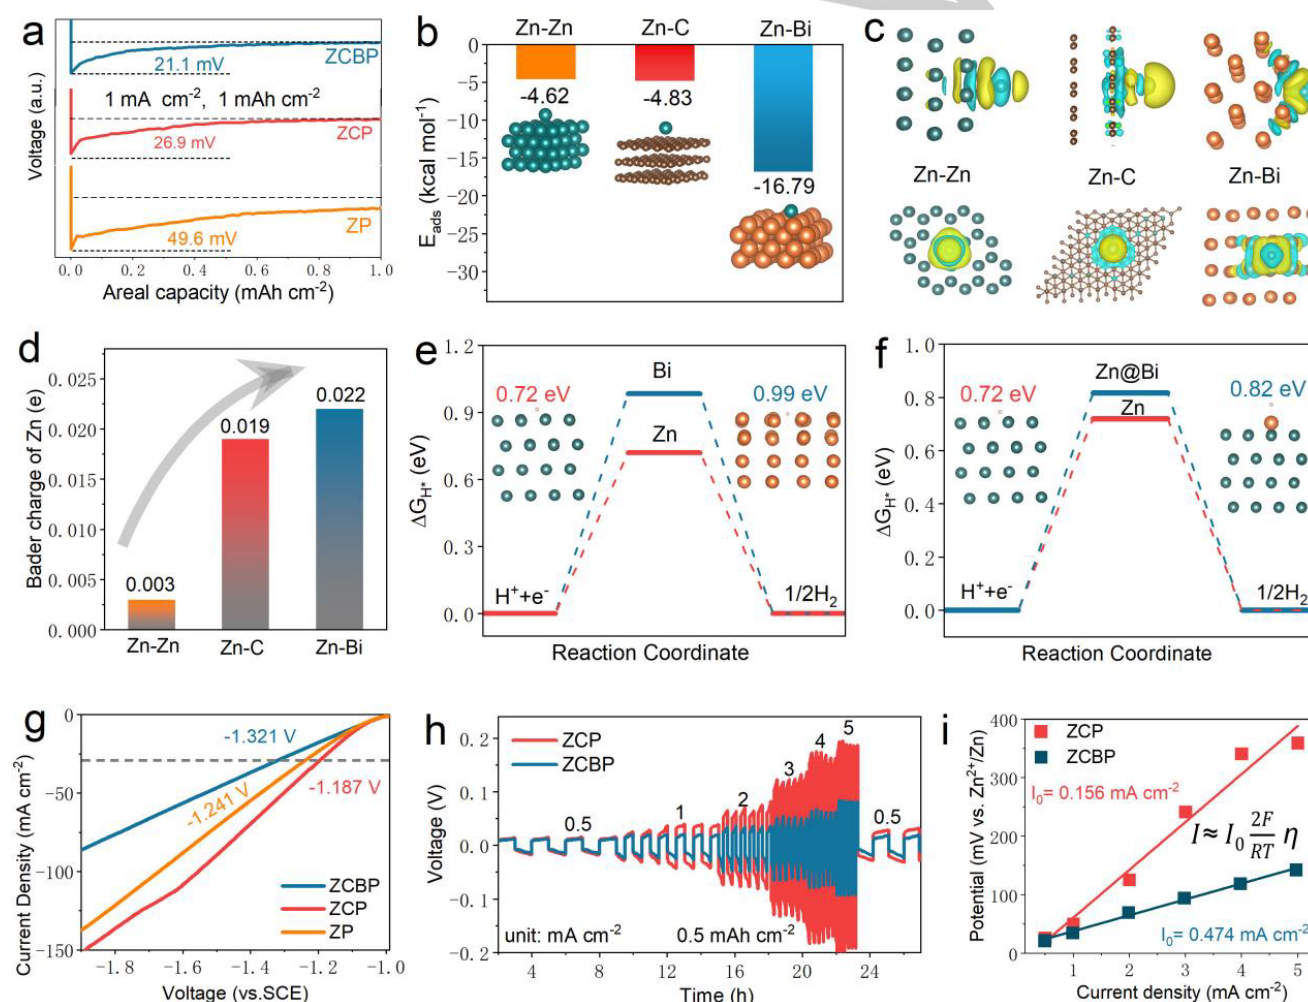 a
Voltage (a.u.)
ZCBP
21.1 mV
1 mA cm⁻², 1 mAh cm⁻²
ZCP
26.9 mV
ZP
49.6 mV
0.0 0.2 0.4 0.6 0.8 1.0
Areal capacity (mAh cm⁻²)
b
Zn-Zn Zn-C Zn-Bi
E_ads (kcal mol⁻¹)
0
-5
-10
-15
-20
-25
-30
-4.62
-4.83
-16.79
c
Zn-Zn Zn-C Zn-Bi
d
Bader charge of Zn (e)
0.025
0.020
0.015
0.010
0.005
0.000
0.003
0.019
0.022
Zn-Zn Zn-C Zn-Bi
e
ΔG_H* (eV)
1.2
0.9
0.6
0.3
0.0
Bi
0.72 eV
0.99 eV
Zn
H⁺+e⁻
1/2H₂
Reaction Coordinate
f
ΔG_H* (eV)
1.0
0.8
0.6
0.4
0.2
0.0
Zn@Bi
0.72 eV
0.82 eV
Zn
H⁺+e⁻
1/2H₂
Reaction Coordinate
g
Current Density (mA cm⁻²)
0
-50
-100
-150
-1.321 V
-1.241 V
-1.187 V
ZCBP
ZCP
ZP
-1.8 -1.6 -1.4 -1.2 -1.0
Voltage (vs.SCE)
h
Voltage (V)
0.2
0.1
0.0
-0.1
-0.2
ZCP
ZCBP
0.5
1
2
3
4
5
0.5
unit: mA cm⁻²
0.5 mAh cm⁻²
4 8 12 16 20 24
Time (h)
i
Potential (mV vs. Zn²⁺/Zn)
400
300
200
100
0
ZCP
ZCBP
I₀= 0.156 mA cm⁻²
I ≈ I₀ 2F/RT η
I₀= 0.474 mA cm⁻²
1 2 3 4 5
Current density (mA cm⁻²)